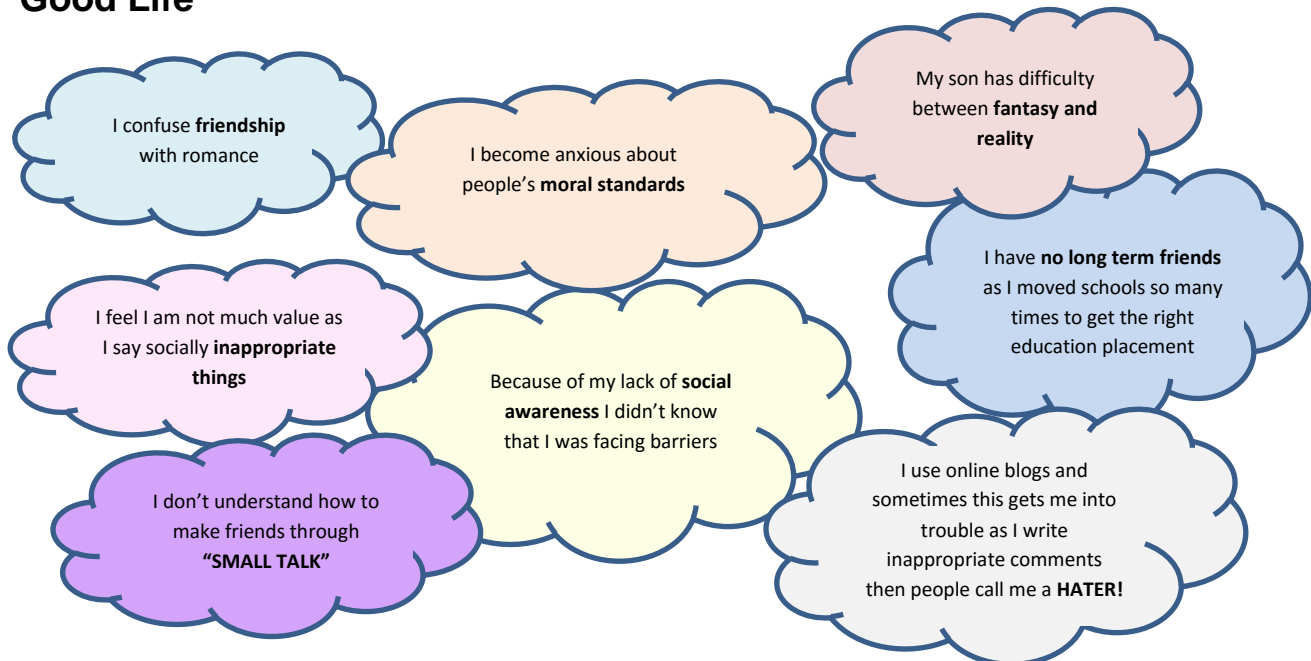 Good Life
I confuse friendship
with romance
I become anxious about
people’s moral standards
My son has difficulty
between fantasy and
reality
I have no long term friends
as I moved schools so many
times to get the right
education placement
I feel I am not much value as
I say socially inappropriate
things
Because of my lack of social
awareness I didn’t know
that I was facing barriers
I don’t understand how to
make friends through
“SMALL TALK”
I use online blogs and
sometimes this gets me into
trouble as I write
inappropriate comments
then people call me a HATER!